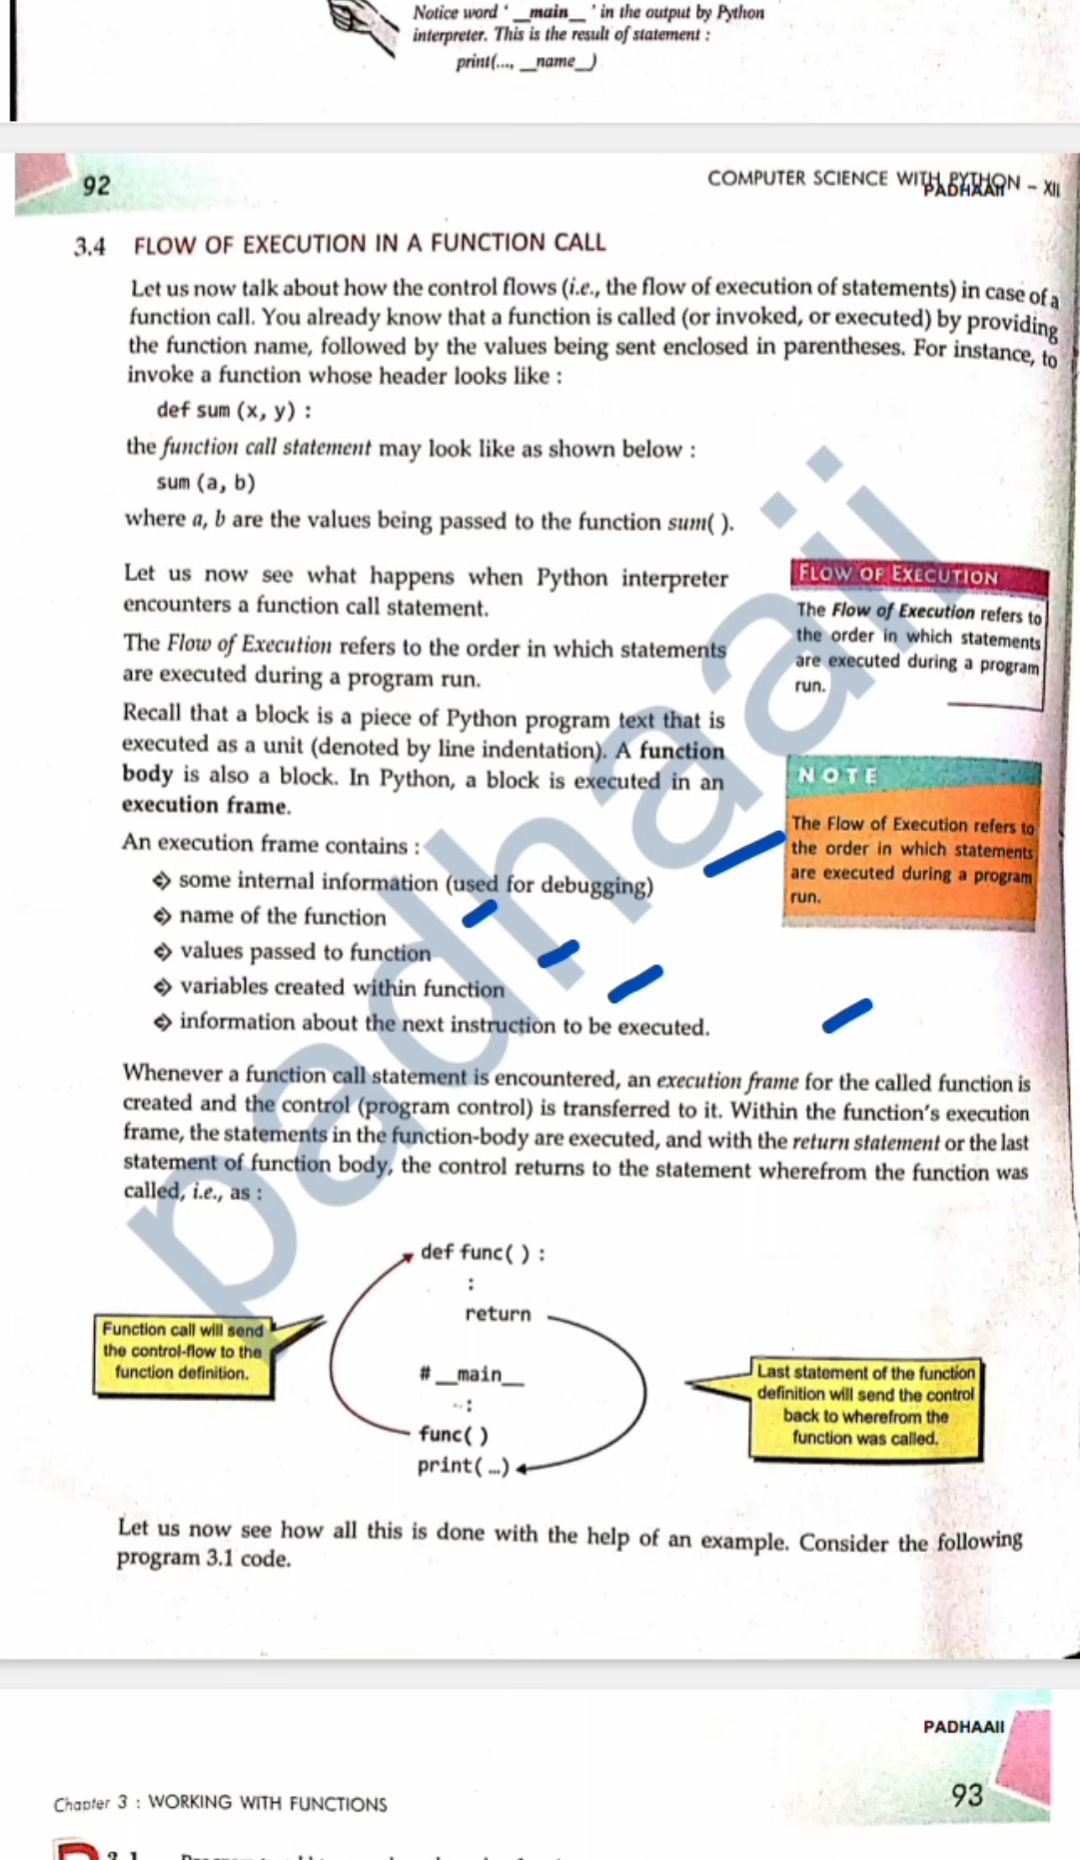 Notice word ' __main__ ' in the output by Python
interpreter. This is the result of statement :
print(..., __name__)
92
COMPUTER SCIENCE WITH PYTHON – XII
PADHAAII
3.4 FLOW OF EXECUTION IN A FUNCTION CALL
Let us now talk about how the control flows (i.e., the flow of execution of statements) in case of a
function call. You already know that a function is called (or invoked, or executed) by providing
the function name, followed by the values being sent enclosed in parentheses. For instance, to
invoke a function whose header looks like :
def sum (x, y) :
the function call statement may look like as shown below :
sum (a, b)
where a, b are the values being passed to the function sum( ).
Let us now see what happens when Python interpreter
encounters a function call statement.
The Flow of Execution refers to the order in which statements
are executed during a program run.
Recall that a block is a piece of Python program text that is
executed as a unit (denoted by line indentation). A function
body is also a block. In Python, a block is executed in an
execution frame.
FLOW OF EXECUTION
The Flow of Execution refers to
the order in which statements
are executed during a program
run.
NOTE
The Flow of Execution refers to
the order in which statements
are executed during a program
run.
An execution frame contains :
some internal information (used for debugging)
name of the function
values passed to function
variables created within function
information about the next instruction to be executed.
Whenever a function call statement is encountered, an execution frame for the called function is
created and the control (program control) is transferred to it. Within the function's execution
frame, the statements in the function-body are executed, and with the return statement or the last
statement of function body, the control returns to the statement wherefrom the function was
called, i.e., as :
def func( ) :
:
return
# __main__
:
func( )
print( ...)
Function call will send
the control-flow to the
function definition.
Last statement of the function
definition will send the control
back to wherefrom the
function was called.
Let us now see how all this is done with the help of an example. Consider the following
program 3.1 code.
padhaaii
PADHAAII
93
Chapter 3 : WORKING WITH FUNCTIONS